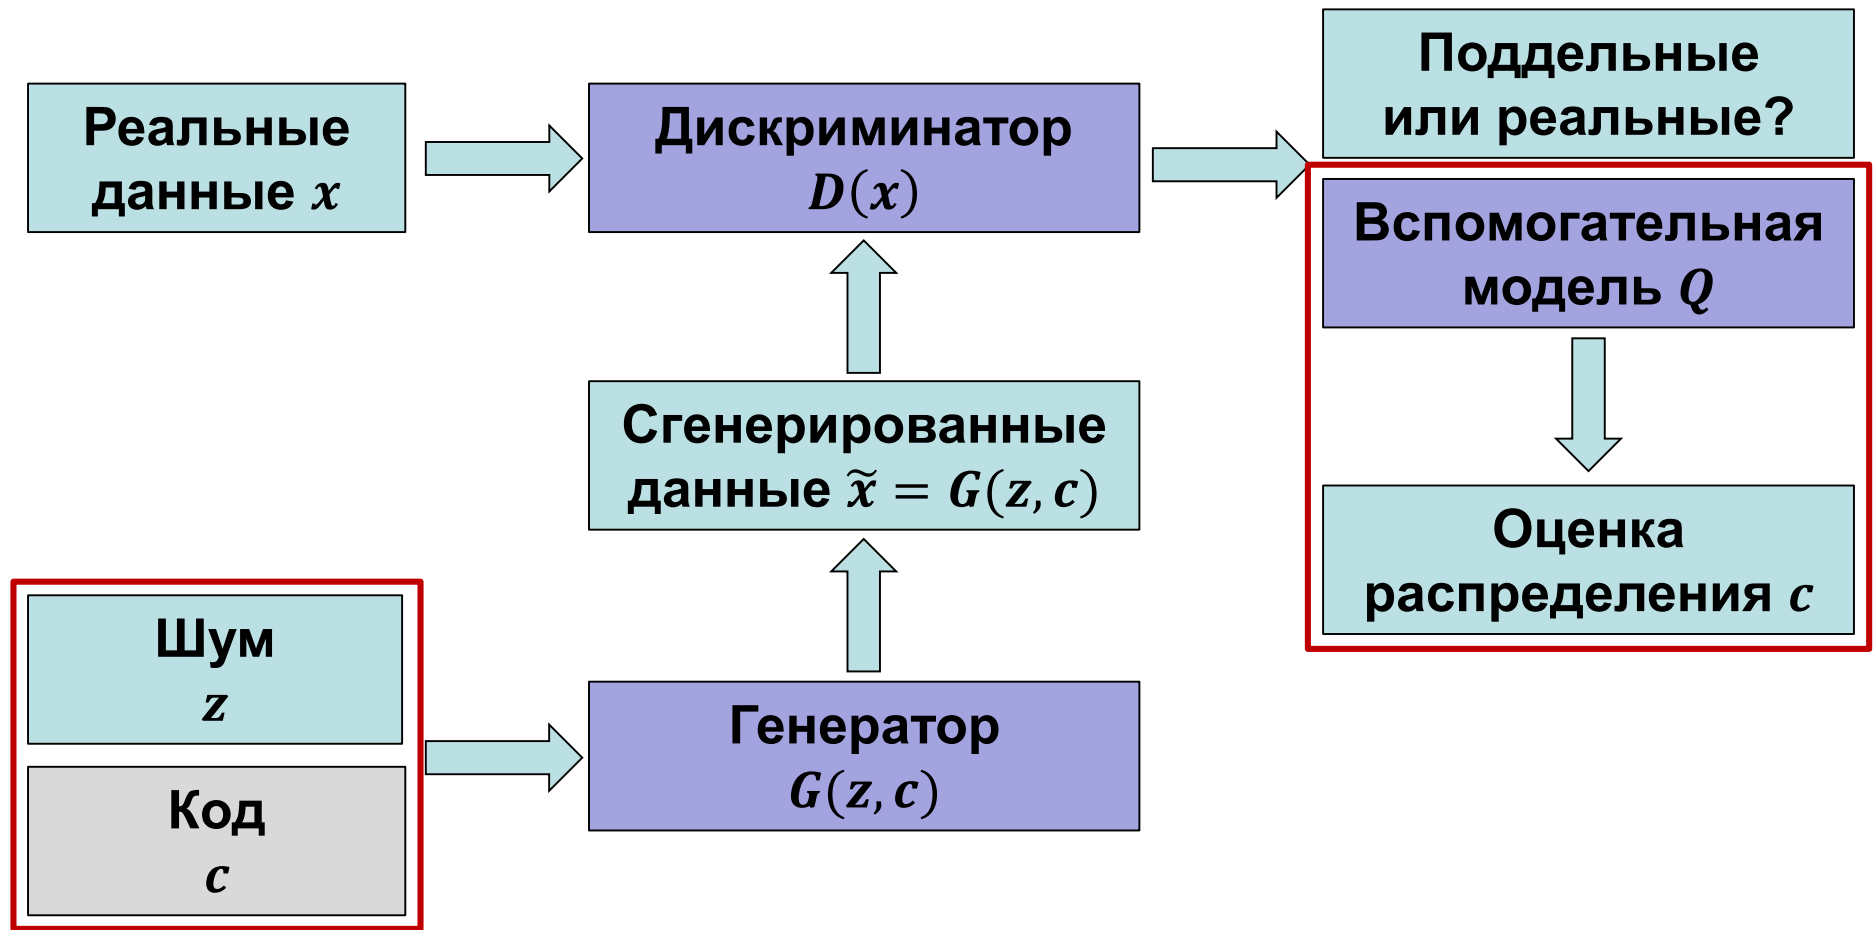 Реальные
данные x
Дискриминатор
D(x)
Поддельные
или реальные?
Вспомогательная
модель Q
Сгенерированные
данные x̃ = G(z, c)
Оценка
распределения c
Шум
z
Генератор
G(z, c)
Код
c